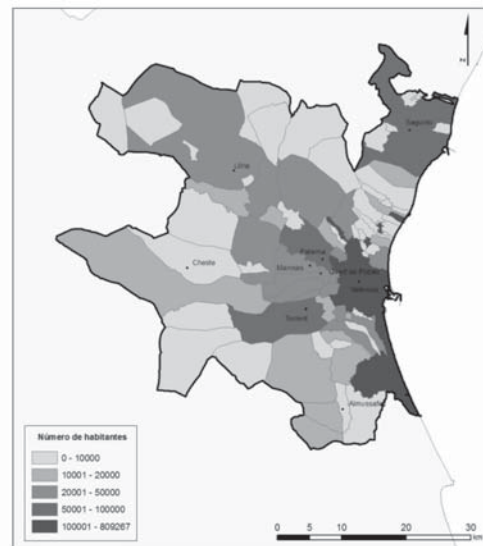 Sagunto
Llíria
Paterna
Cheste
Manises
Quart de Poblet
Valencia
Torrent
Almussafes
Número de habitantes
0 - 10000
10001 - 20000
20001 - 50000
50001 - 100000
100001 - 809267
0 5 10 20 30
km